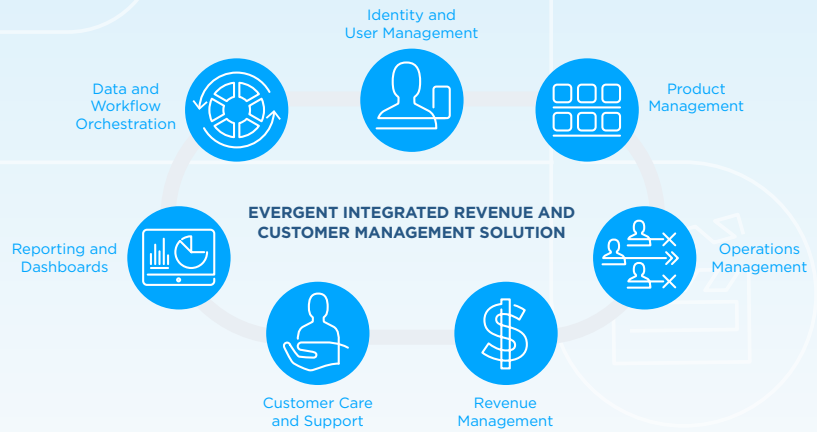 Identity and
User Management
Data and
Workflow
Orchestration
Product
Management
EVERGENT INTEGRATED REVENUE AND
CUSTOMER MANAGEMENT SOLUTION
Reporting and
Dashboards
Operations
Management
Customer Care
and Support
Revenue
Management